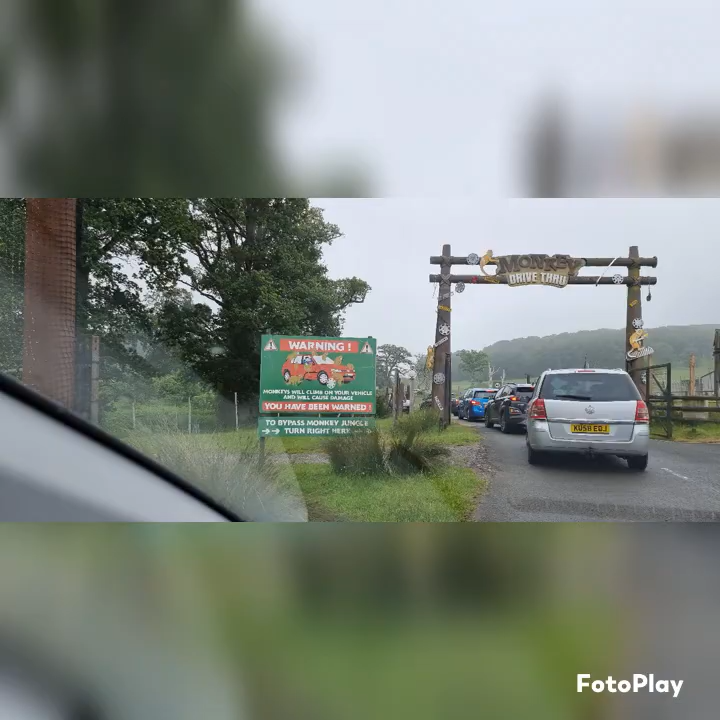 MONKEY
DRIVE THRU
WARNING !
MONKEYS WILL CLIMB ON YOUR VEHICLE
AND WILL CAUSE DAMAGE
YOU HAVE BEEN WARNED !
TO BYPASS MONKEY JUNGLE
TURN RIGHT HERE
FotoPlay